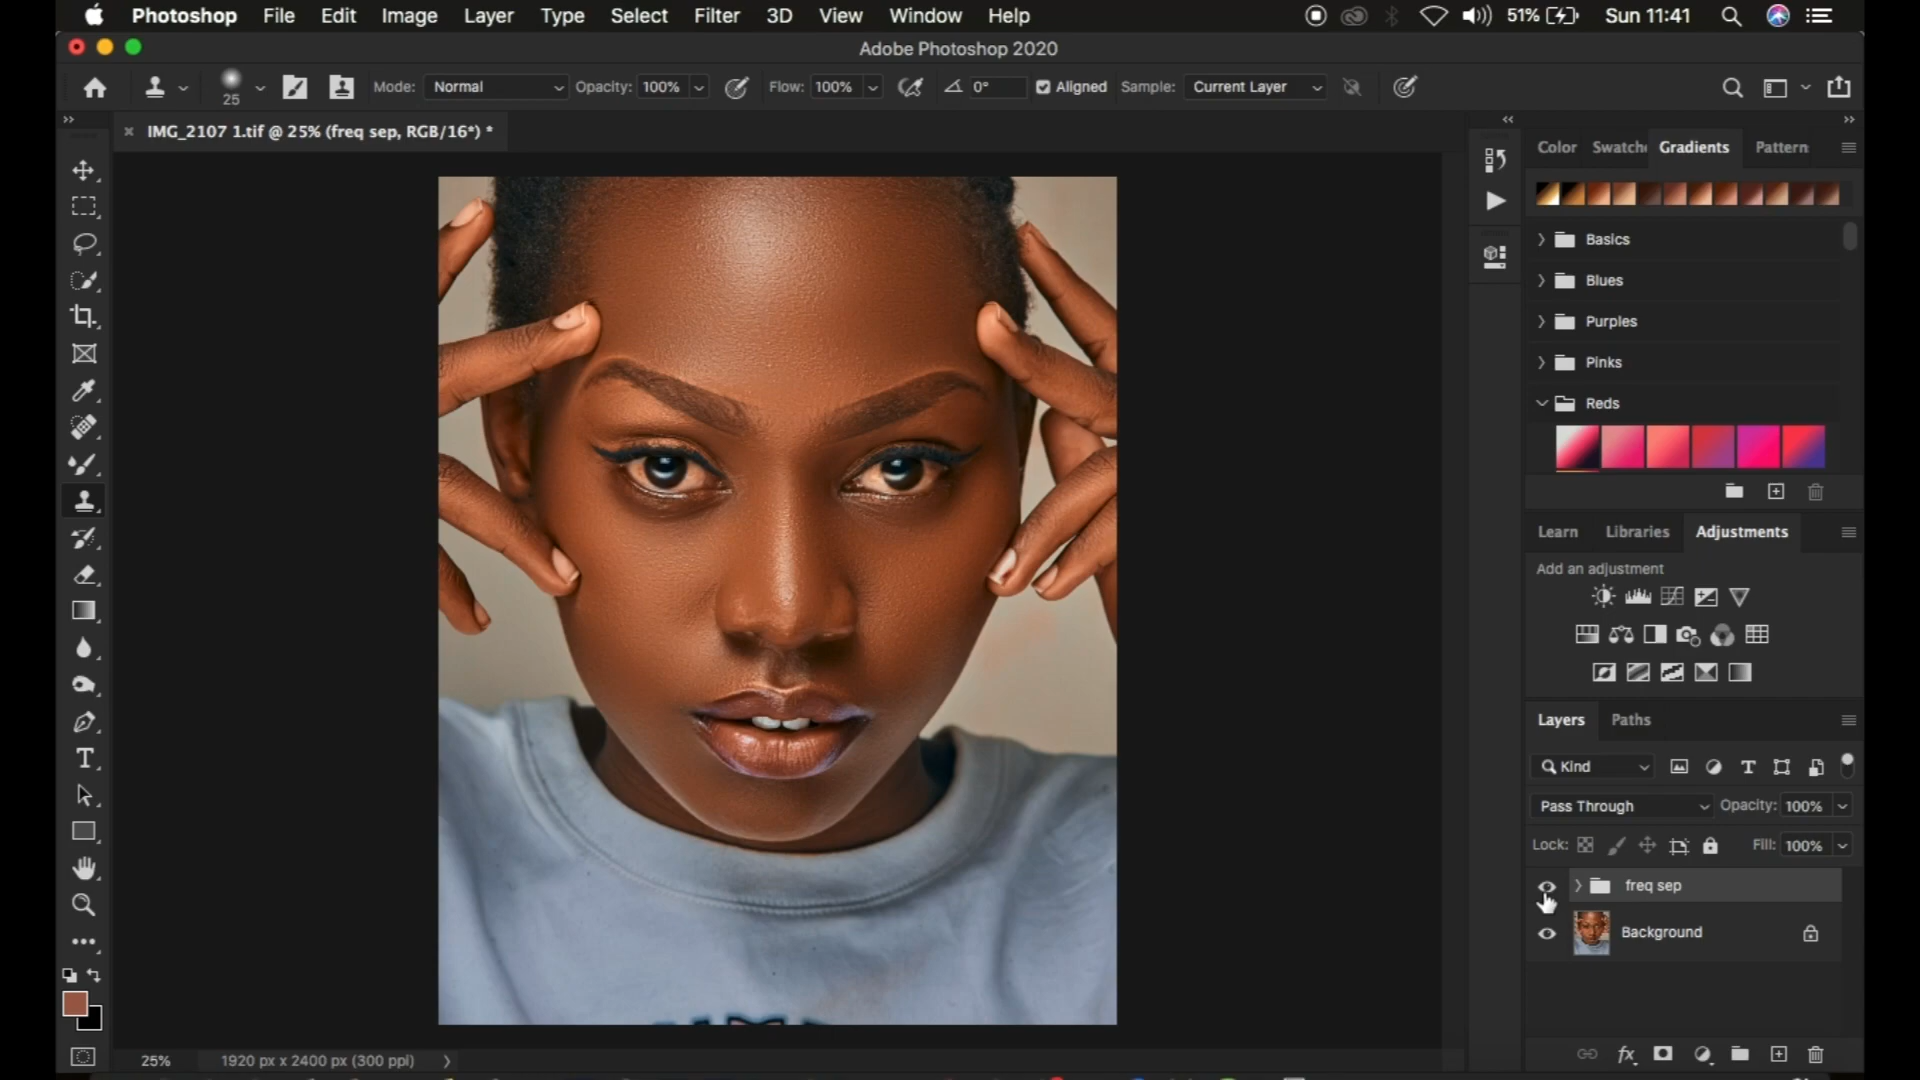 Photoshop File Edit Image Layer Type Select Filter 3D View Window Help 51% Sun 11:41
Adobe Photoshop 2020
25 Mode: Normal Opacity: 100% Flow: 100% 0° Aligned Sample: Current Layer
IMG_2107 1.tif @ 25% (freq sep, RGB/16*) *
Color Swatche Gradients Pattern
Basics
Blues
Purples
Pinks
Reds
Learn Libraries Adjustments
Add an adjustment
Layers Paths
Kind
Pass Through Opacity: 100%
Lock: Fill: 100%
freq sep
Background
25% 1920 px x 2400 px (300 ppi)